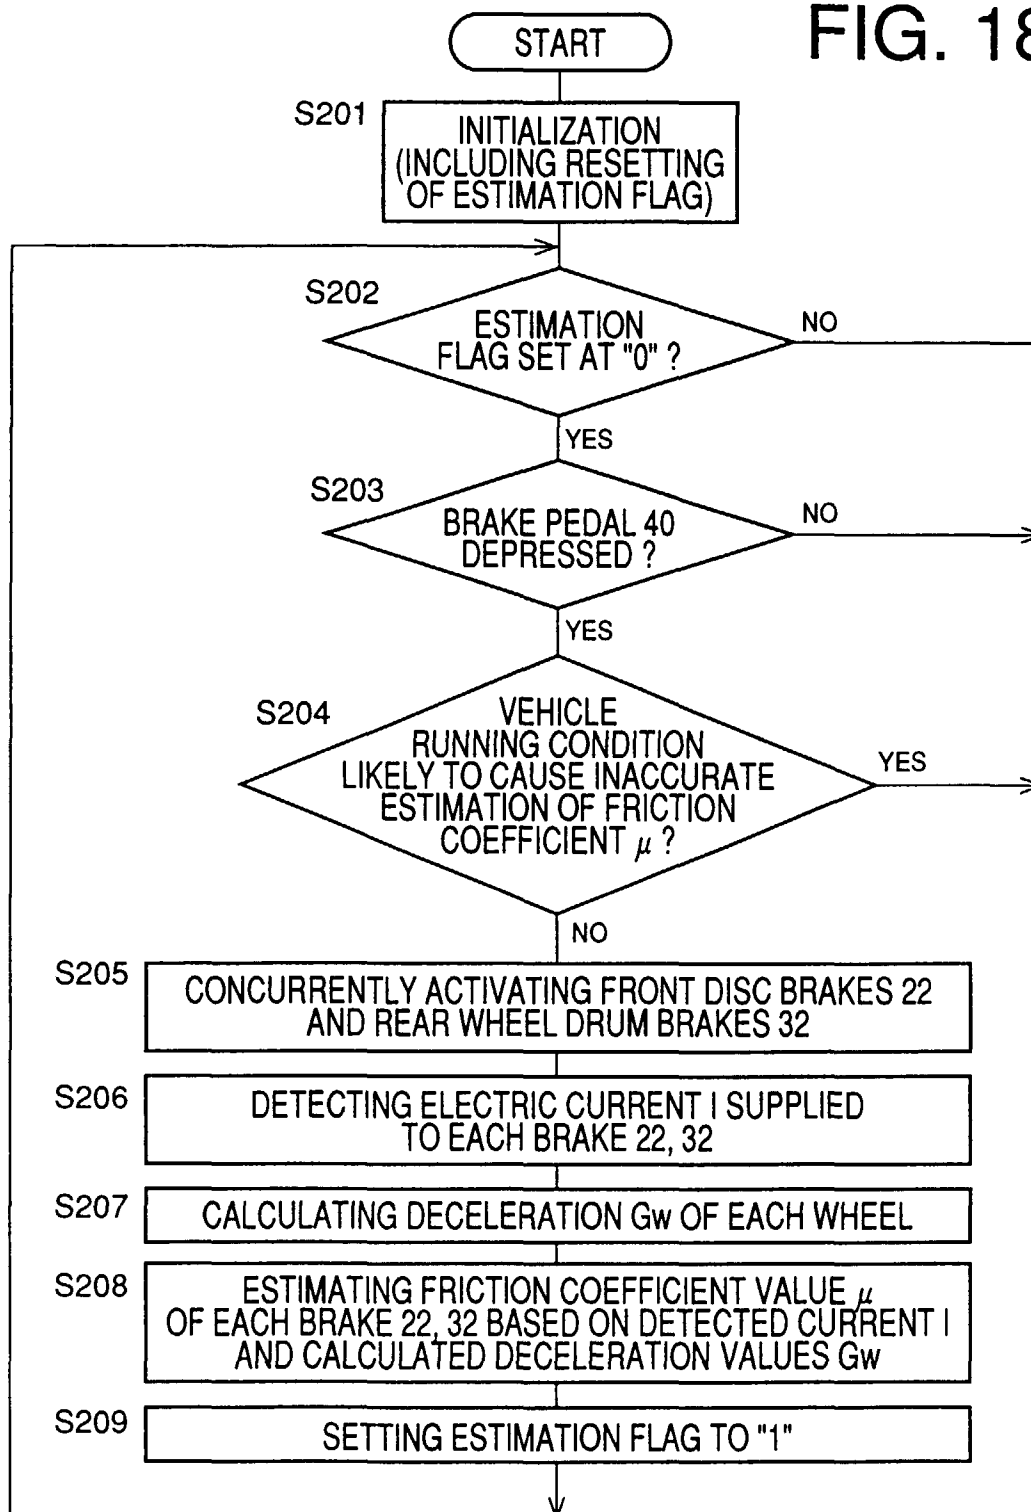 FIG. 18
START
S201
INITIALIZATION
(INCLUDING RESETTING
OF ESTIMATION FLAG)
S202
ESTIMATION
FLAG SET AT "0" ?
NO
YES
S203
BRAKE PEDAL 40
DEPRESSED ?
NO
YES
S204
VEHICLE
RUNNING CONDITION
LIKELY TO CAUSE INACCURATE
ESTIMATION OF FRICTION
COEFFICIENT μ ?
YES
NO
S205
CONCURRENTLY ACTIVATING FRONT DISC BRAKES 22
AND REAR WHEEL DRUM BRAKES 32
S206
DETECTING ELECTRIC CURRENT I SUPPLIED
TO EACH BRAKE 22, 32
S207
CALCULATING DECELERATION Gw OF EACH WHEEL
S208
ESTIMATING FRICTION COEFFICIENT VALUE μ
OF EACH BRAKE 22, 32 BASED ON DETECTED CURRENT I
AND CALCULATED DECELERATION VALUES Gw
S209
SETTING ESTIMATION FLAG TO "1"